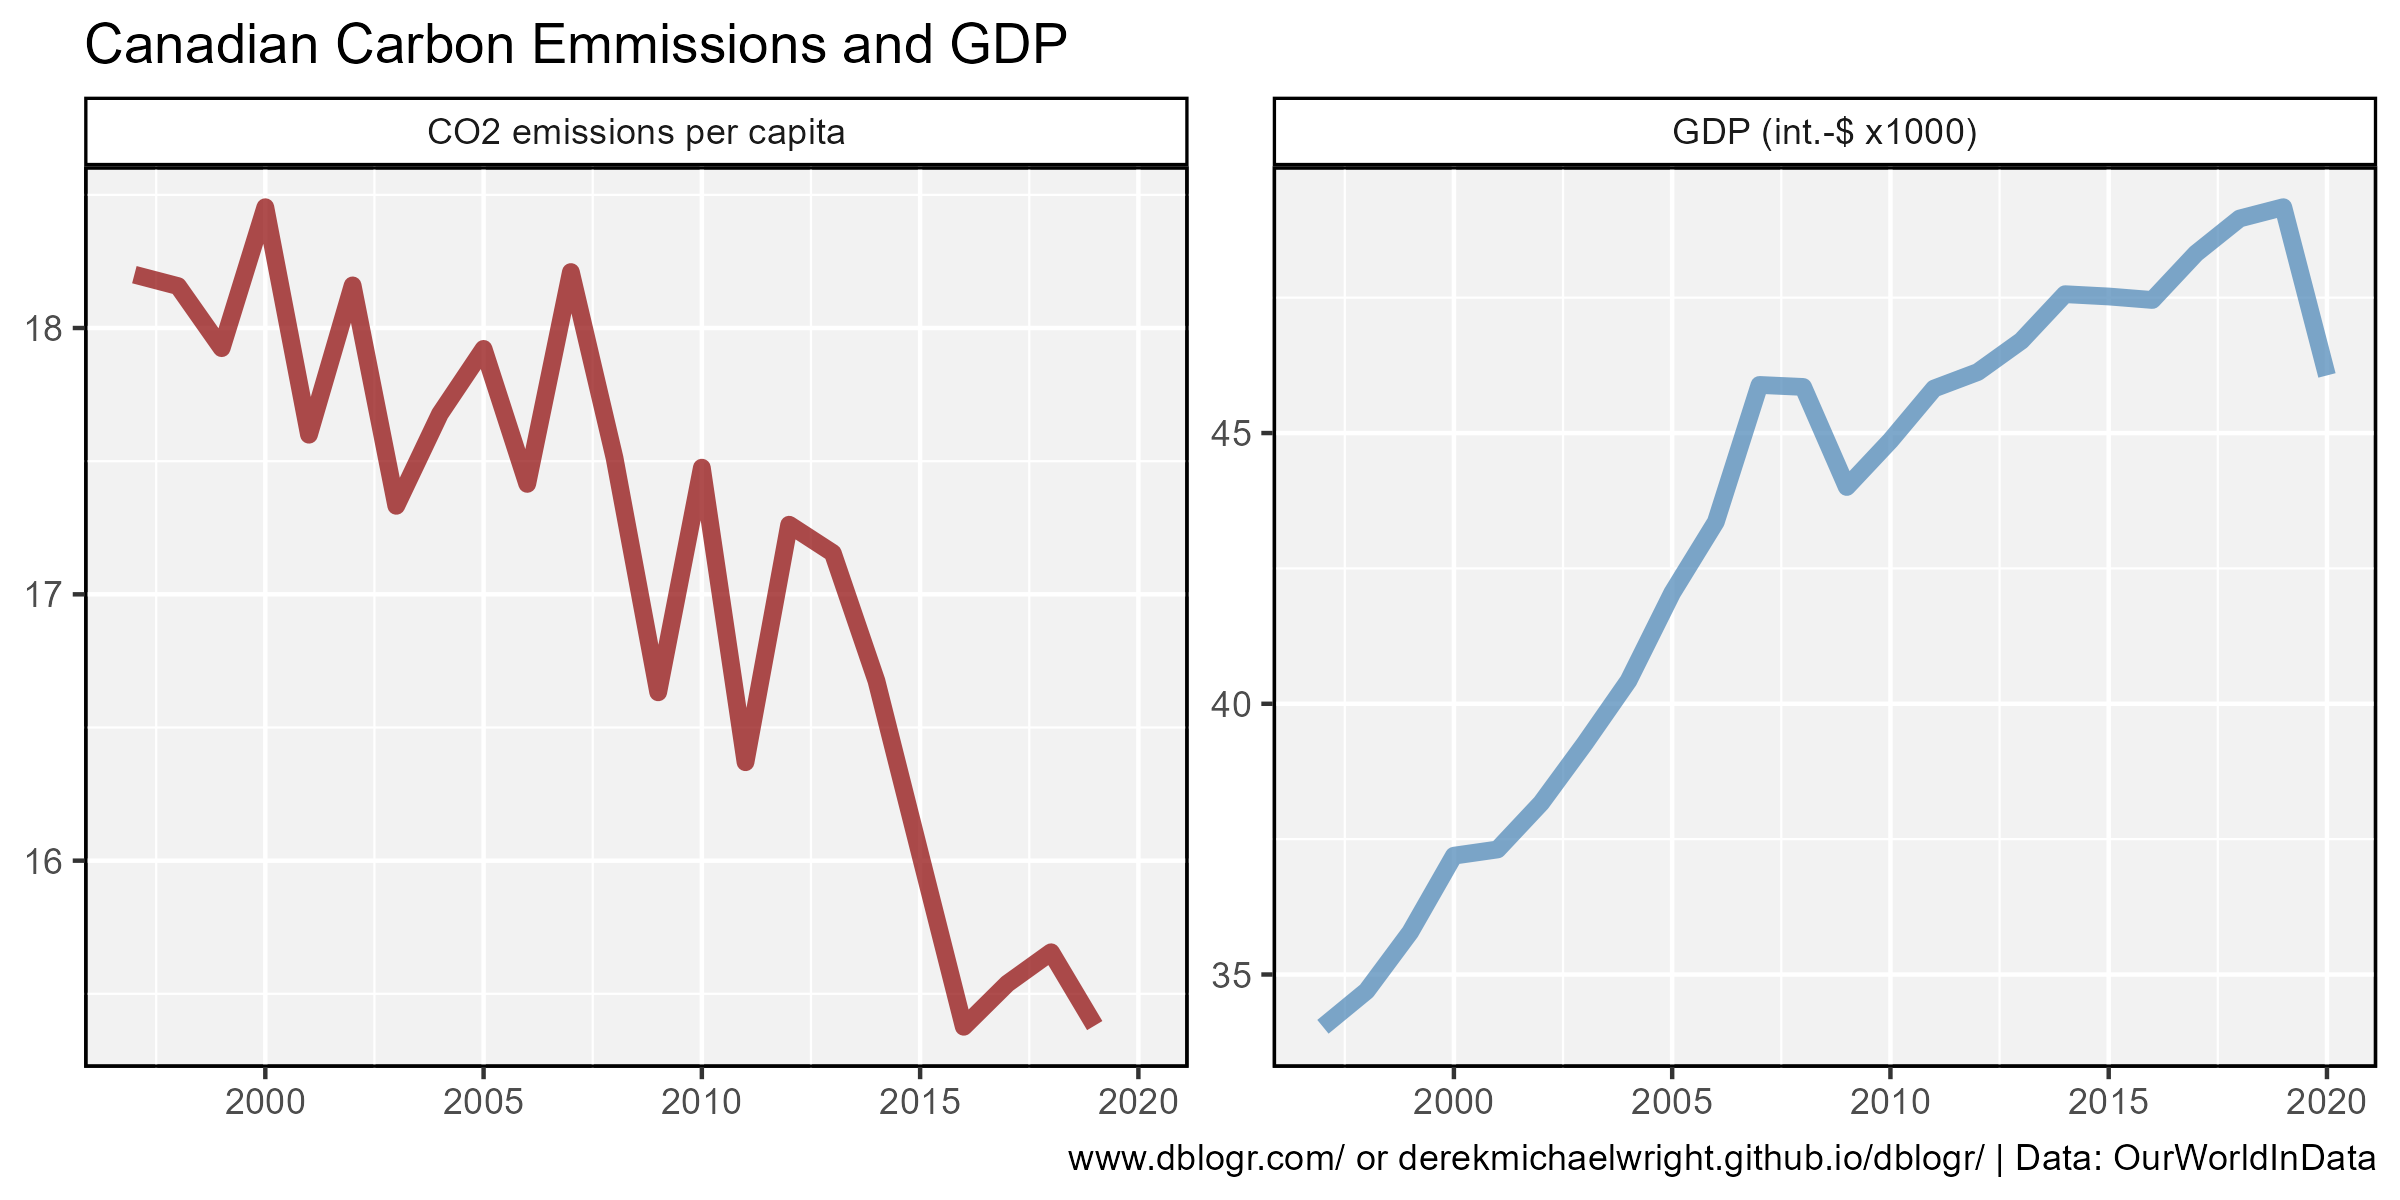 Canadian Carbon Emmissions and GDP
CO2 emissions per capita
18
17
16
2000 2005 2010 2015 2020
GDP (int.-$ x1000)
45
40
35
2000 2005 2010 2015 2020
www.dblogr.com/ or derekmichaelwright.github.io/dblogr/ | Data: OurWorldInData